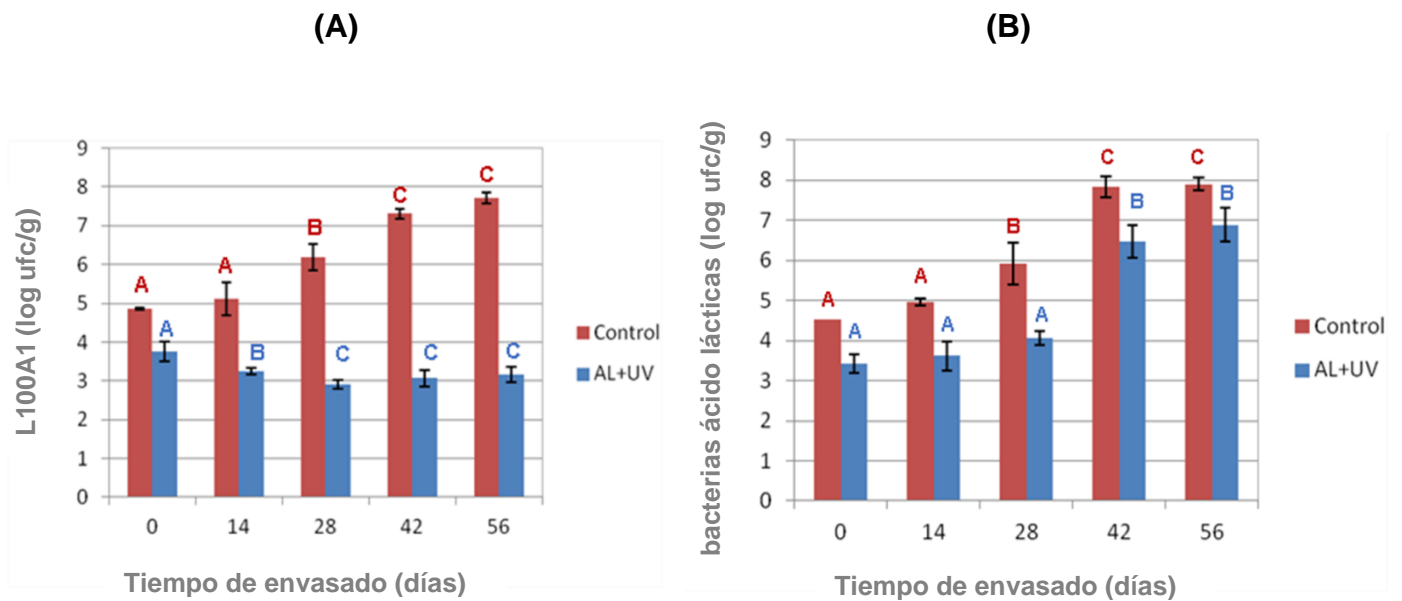 (A)
L100A1 (log ufc/g)
9
8
7
6
5
4
3
2
1
0
A
A
A
B
B
C
C
C
C
C
0 14 28 42 56
Tiempo de envasado (días)
Control
AL+UV
(B)
bacterias ácido lácticas (log ufc/g)
9
8
7
6
5
4
3
2
1
0
A
A
A
A
B
A
C
B
C
B
0 14 28 42 56
Tiempo de envasado (días)
Control
AL+UV